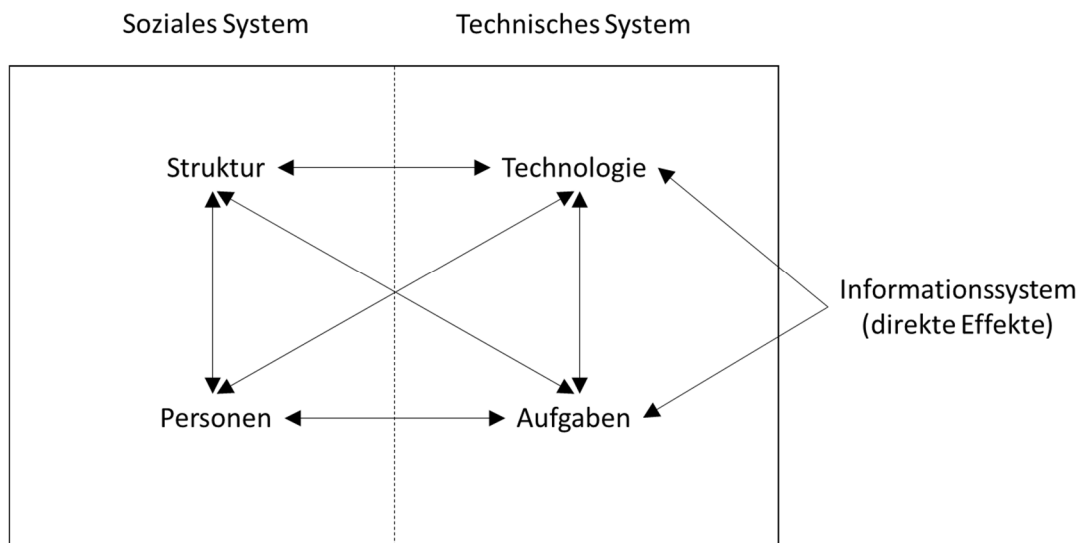 Soziales System
Technisches System
Struktur
Technologie
Informationssystem
(direkte Effekte)
Personen
Aufgaben